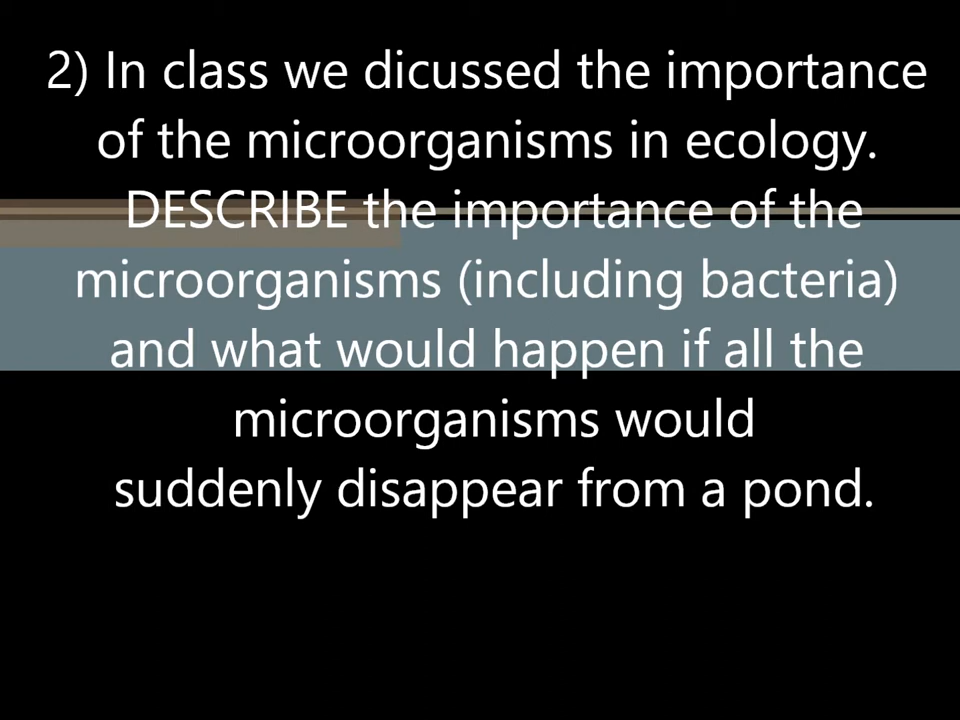 2) In class we dicussed the importance
of the microorganisms in ecology.
DESCRIBE the importance of the
microorganisms (including bacteria)
and what would happen if all the
microorganisms would
suddenly disappear from a pond.